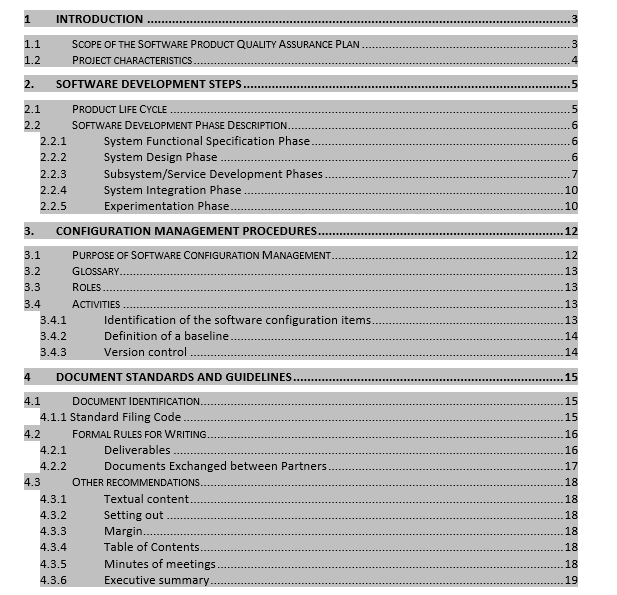 1 INTRODUCTION ... 3
1.1 SCOPE OF THE SOFTWARE PRODUCT QUALITY ASSURANCE PLAN ... 3
1.2 PROJECT CHARACTERISTICS ... 4
2. SOFTWARE DEVELOPMENT STEPS ... 5
2.1 PRODUCT LIFE CYCLE ... 5
2.2 SOFTWARE DEVELOPMENT PHASE DESCRIPTION ... 6
2.2.1 System Functional Specification Phase ... 6
2.2.2 System Design Phase ... 6
2.2.3 Subsystem/Service Development Phases ... 7
2.2.4 System Integration Phase ... 10
2.2.5 Experimentation Phase ... 10
3. CONFIGURATION MANAGEMENT PROCEDURES ... 12
3.1 PURPOSE OF SOFTWARE CONFIGURATION MANAGEMENT ... 12
3.2 GLOSSARY ... 13
3.3 ROLES ... 13
3.4 ACTIVITIES ... 13
3.4.1 Identification of the software configuration items ... 13
3.4.2 Definition of a baseline ... 14
3.4.3 Version control ... 14
4 DOCUMENT STANDARDS AND GUIDELINES ... 15
4.1 DOCUMENT IDENTIFICATION ... 15
4.1.1 Standard Filing Code ... 15
4.2 FORMAL RULES FOR WRITING ... 16
4.2.1 Deliverables ... 16
4.2.2 Documents Exchanged between Partners ... 17
4.3 OTHER RECOMMENDATIONS ... 18
4.3.1 Textual content ... 18
4.3.2 Setting out ... 18
4.3.3 Margin ... 18
4.3.4 Table of Contents ... 18
4.3.5 Minutes of meetings ... 18
4.3.6 Executive summary ... 19